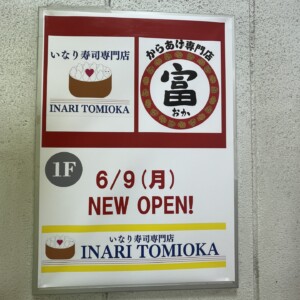 いなり寿司専門店
INARI TOMIOKA
からあげ専門店
富
おか
1F
6/9(月)
NEW OPEN!
いなり寿司専門店
INARI TOMIOKA